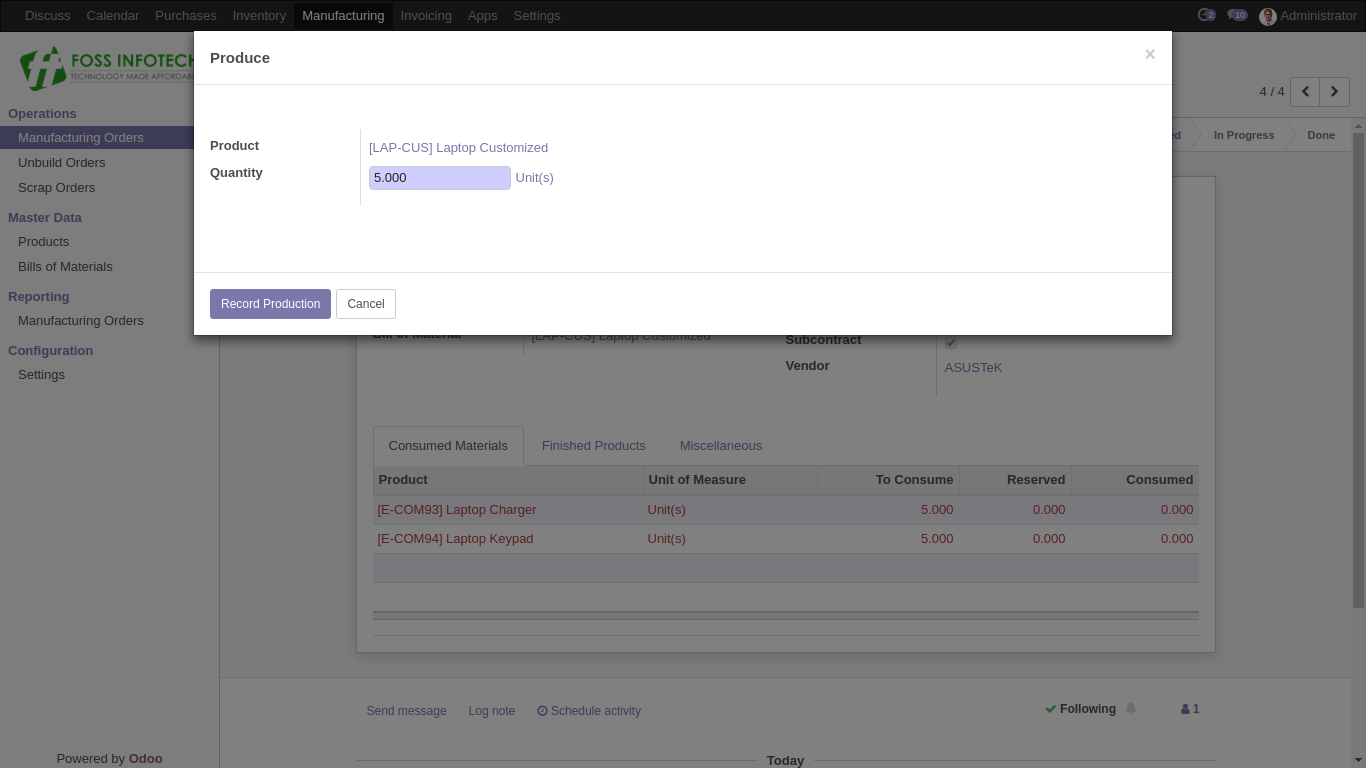 Discuss Calendar Purchases Inventory Manufacturing Invoicing Apps Settings 2 10 Administrator
FOSS INFOTECH
TECHNOLOGY MADE AFFORDABLE
Produce ×
4 / 4
Operations
Manufacturing Orders
Unbuild Orders
Scrap Orders
Master Data
Products
Bills of Materials
Reporting
Manufacturing Orders
Configuration
Settings
In Progress Done
Product [LAP-CUS] Laptop Customized
Quantity 5.000 Unit(s)
Record Production Cancel
Bill of Material [LAP-CUS] Laptop Customized
Subcontract
Vendor ASUSTeK
Consumed Materials Finished Products Miscellaneous
Product Unit of Measure To Consume Reserved Consumed
[E-COM93] Laptop Charger Unit(s) 5.000 0.000 0.000
[E-COM94] Laptop Keypad Unit(s) 5.000 0.000 0.000
Send message Log note Schedule activity Following 1
Today
Powered by Odoo